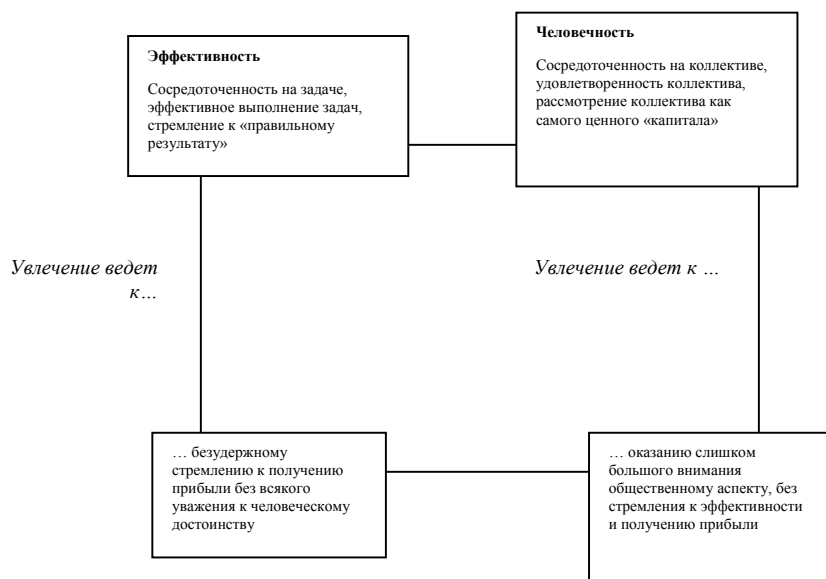 Эффективность
Сосредоточенность на задаче,
эффективное выполнение задач,
стремление к «правильному
результату»
Человечность
Сосредоточенность на коллективе,
удовлетворенность коллектива,
рассмотрение коллектива как
самого ценного «капитала»
Увлечение ведет
к…
Увлечение ведет к …
… безудержному
стремлению к получению
прибыли без всякого
уважения к человеческому
достоинству
… оказанию слишком
большого внимания
общественному аспекту, без
стремления к эффективности
и получению прибыли